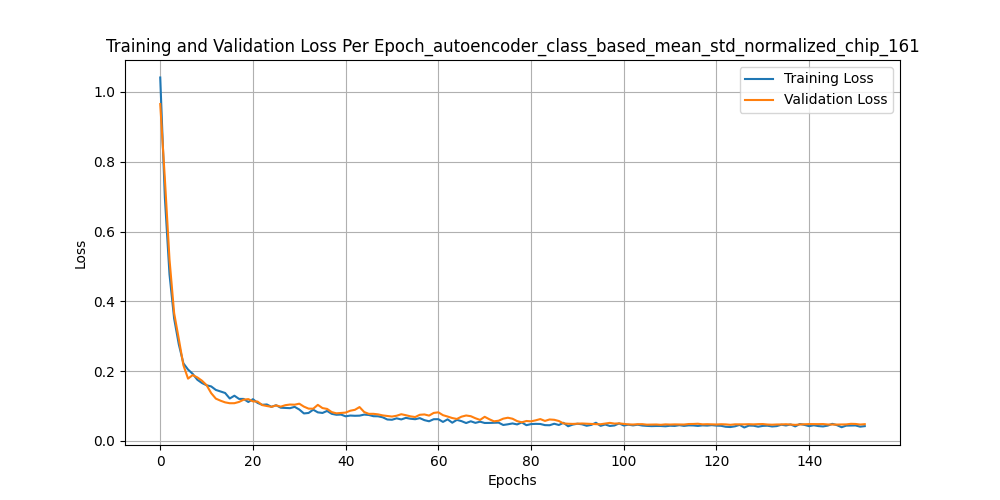 Training and Validation Loss Per Epoch_autoencoder_class_based_mean_std_normalized_chip_161
Training Loss
Validation Loss
1.0
0.8
0.6
0.4
0.2
0.0
Loss
0 20 40 60 80 100 120 140
Epochs